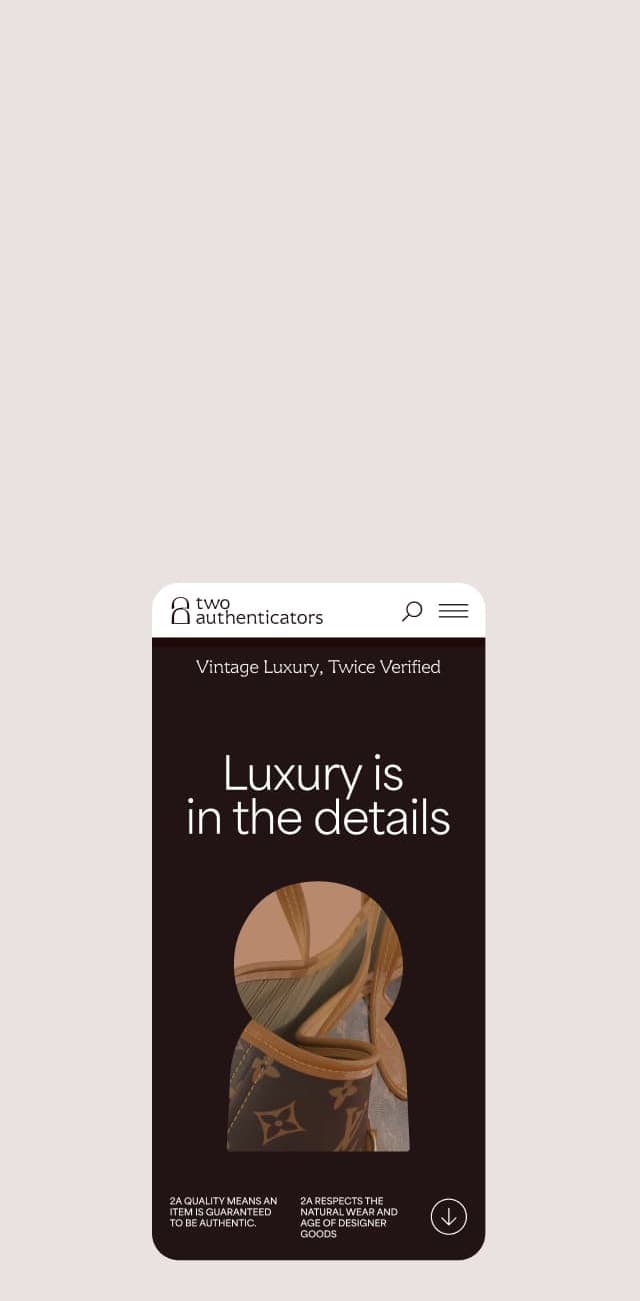 two
authenticators
Vintage Luxury, Twice Verified
Luxury is
in the details
2A QUALITY MEANS AN
ITEM IS GUARANTEED
TO BE AUTHENTIC.
2A RESPECTS THE
NATURAL WEAR AND
AGE OF DESIGNER
GOODS